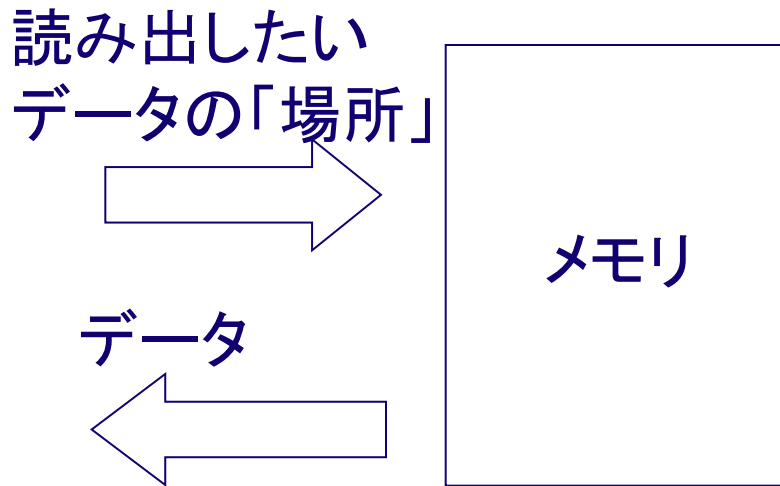 読み出したい
データの「場所」
メモリ
データ